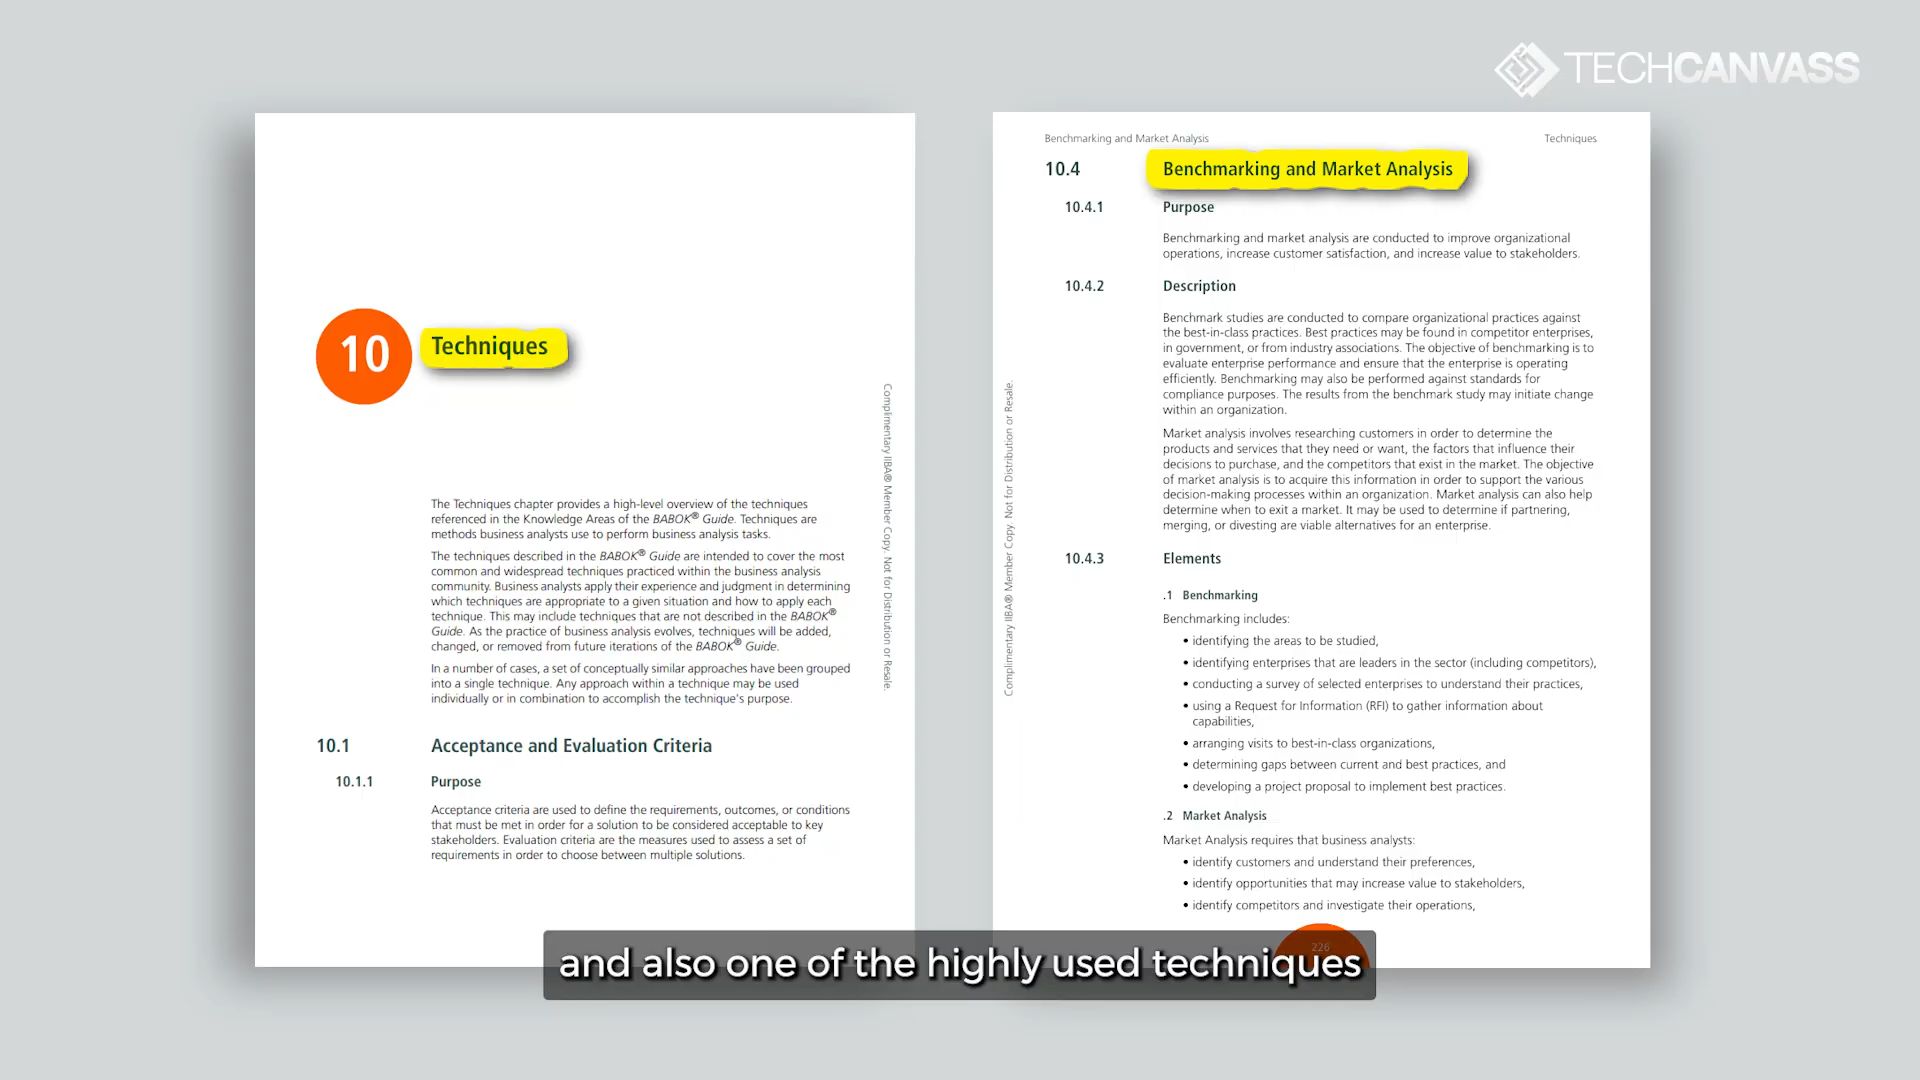 TECHCANVASS
10
Techniques
The Techniques chapter provides a high-level overview of the techniques
referenced in the Knowledge Areas of the BABOK® Guide. Techniques are
methods business analysts use to perform business analysis tasks.
The techniques described in the BABOK® Guide are intended to cover the most
common and widespread techniques practiced within the business analysis
community. Business analysts apply their experience and judgment in determining
which techniques are appropriate to a given situation and how to apply each
technique. This may include techniques that are not described in the BABOK®
Guide. As the practice of business analysis evolves, techniques will be added,
changed, or removed from future iterations of the BABOK® Guide.
In a number of cases, a set of conceptually similar approaches have been grouped
into a single technique. Any approach within a technique may be used
individually or in combination to accomplish the technique's purpose.
10.1 Acceptance and Evaluation Criteria
10.1.1 Purpose
Acceptance criteria are used to define the requirements, outcomes, or conditions
that must be met in order for a solution to be considered acceptable to key
stakeholders. Evaluation criteria are the measures used to assess a set of
requirements in order to choose between multiple solutions.
Complimentary IIBA® Member Copy. Not for Distribution or Resale.
Benchmarking and Market Analysis Techniques
10.4 Benchmarking and Market Analysis
10.4.1 Purpose
Benchmarking and market analysis are conducted to improve organizational
operations, increase customer satisfaction, and increase value to stakeholders.
10.4.2 Description
Benchmark studies are conducted to compare organizational practices against
the best-in-class practices. Best practices may be found in competitor enterprises,
in government, or from industry associations. The objective of benchmarking is to
evaluate enterprise performance and ensure that the enterprise is operating
efficiently. Benchmarking may also be performed against standards for
compliance purposes. The results from the benchmark study may initiate change
within an organization.
Market analysis involves researching customers in order to determine the
products and services that they need or want, the factors that influence their
decisions to purchase, and the competitors that exist in the market. The objective
of market analysis is to acquire this information in order to support the various
decision-making processes within an organization. Market analysis can also help
determine when to exit a market. It may be used to determine if partnering,
merging, or divesting are viable alternatives for an enterprise.
10.4.3 Elements
.1 Benchmarking
Benchmarking includes:
• identifying the areas to be studied,
• identifying enterprises that are leaders in the sector (including competitors),
• conducting a survey of selected enterprises to understand their practices,
• using a Request for Information (RFI) to gather information about
capabilities,
• arranging visits to best-in-class organizations,
• determining gaps between current and best practices, and
• developing a project proposal to implement best practices.
.2 Market Analysis
Market Analysis requires that business analysts:
• identify customers and understand their preferences,
• identify opportunities that may increase value to stakeholders,
• identify competitors and investigate their operations,
226
Complimentary IIBA® Member Copy. Not for Distribution or Resale.
and also one of the highly used techniques